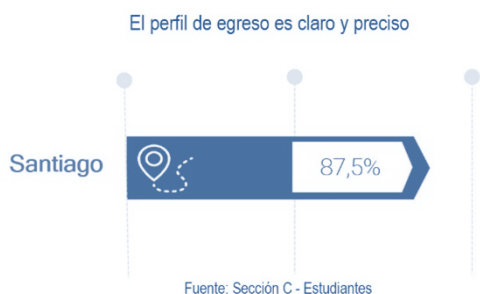 El perfil de egreso es claro y preciso
Santiago
87,5%
Fuente: Sección C - Estudiantes